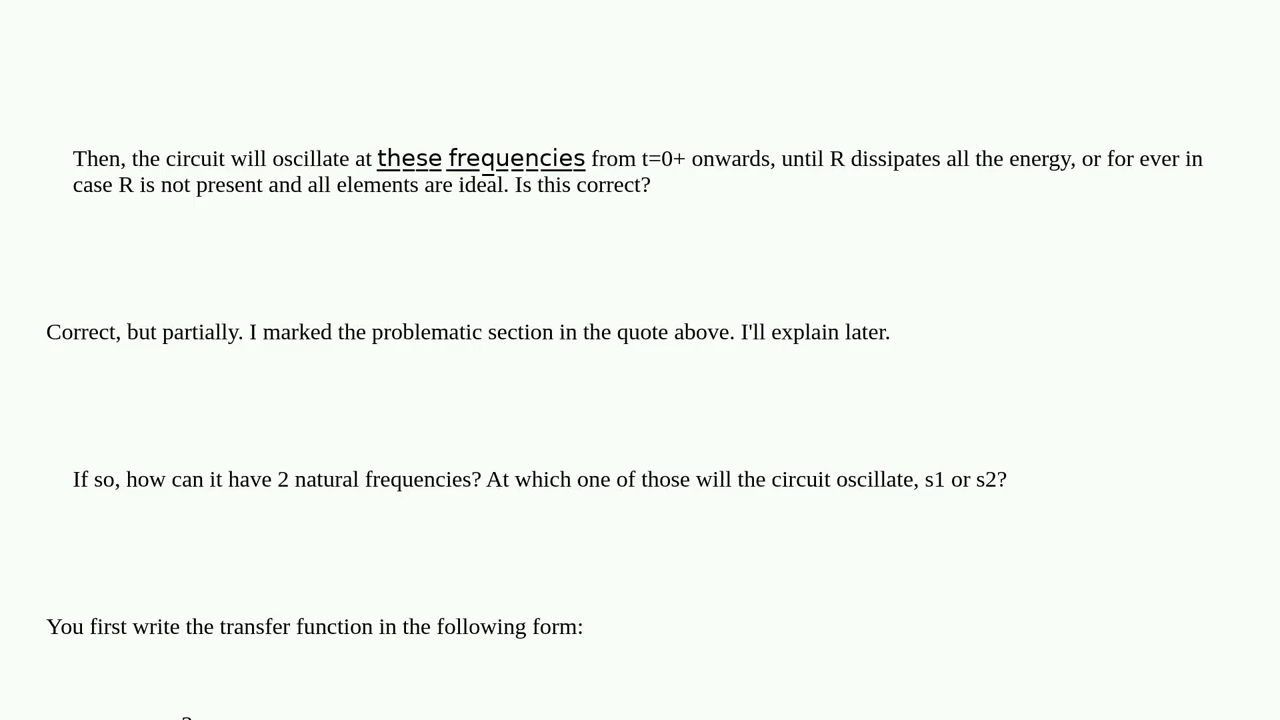 Then, the circuit will oscillate at these frequencies from t=0+ onwards, until R dissipates all the energy, or for ever in
case R is not present and all elements are ideal. Is this correct?
Correct, but partially. I marked the problematic section in the quote above. I'll explain later.
If so, how can it have 2 natural frequencies? At which one of those will the circuit oscillate, s1 or s2?
You first write the transfer function in the following form: